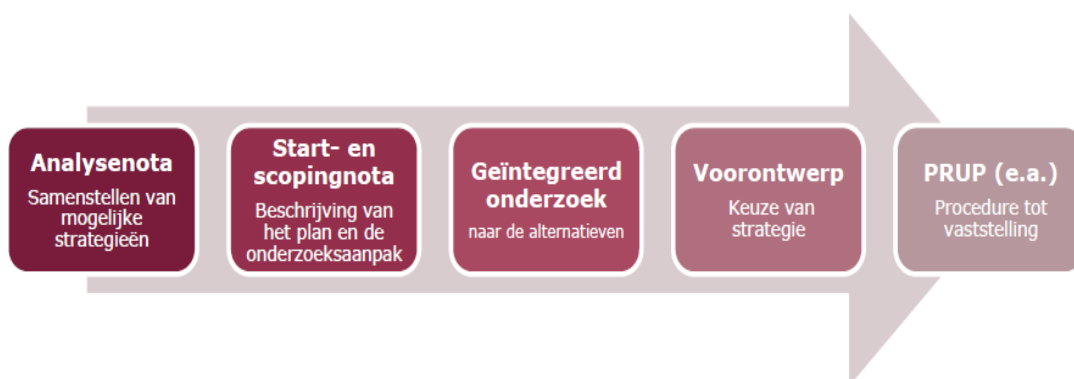 Analysenota
Samenstellen van
mogelijke
strategieën
Start- en
scopingnota
Beschrijving van
het plan en de
onderzoeksaanpak
Geïntegreerd
onderzoek
naar de alternatieven
Voorontwerp
Keuze van
strategie
PRUP (e.a.)
Procedure tot
vaststelling